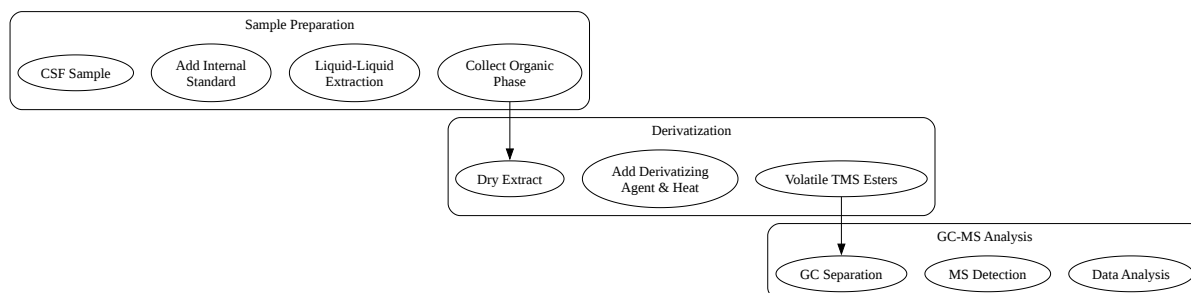 Sample Preparation
CSF Sample
Add Internal
Standard
Liquid-Liquid
Extraction
Collect Organic
Phase
Derivatization
Dry Extract
Add Derivatizing
Agent & Heat
Volatile TMS Esters
GC-MS Analysis
GC Separation
MS Detection
Data Analysis